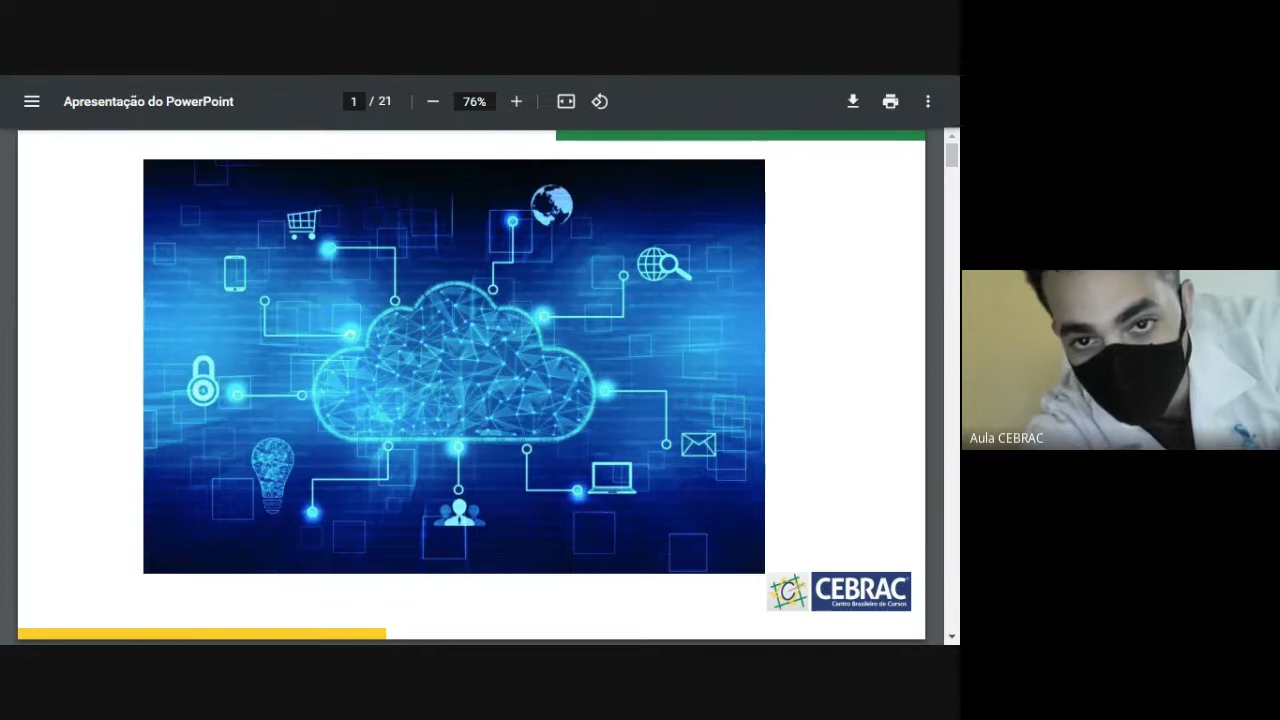 Apresentação do PowerPoint
1 / 21
76%
CEBRAC
Centro Brasileiro de Cursos
Aula CEBRAC